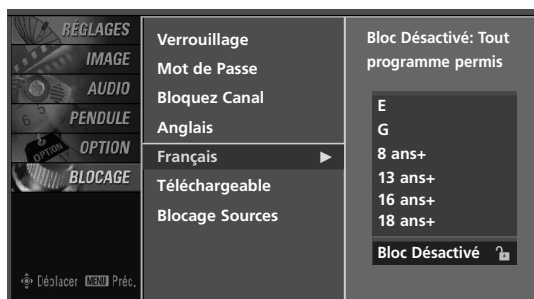 RÉGLAGES
IMAGE
AUDIO
PENDULE
OPTION
BLOCAGE
Déplacer MENU Préc.
Verrouillage
Mot de Passe
Bloquez Canal
Anglais
Français
Téléchargeable
Blocage Sources
Bloc Désactivé: Tout
programme permis
E
G
8 ans+
13 ans+
16 ans+
18 ans+
Bloc Désactivé